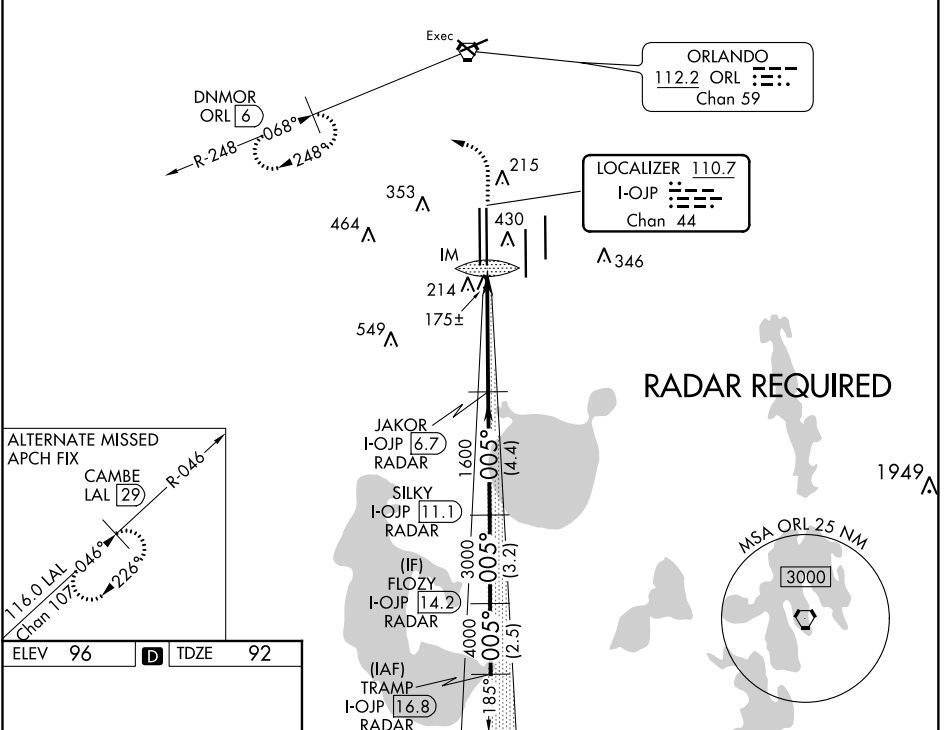 Exec
ORLANDO
112.2 ORL
Chan 59
DNMOR
ORL 6
R-248
068°
248°
LOCALIZER 110.7
I-OJP
Chan 44
215
353
464
430
346
IM
214
175±
549
RADAR REQUIRED
JAKOR
I-OJP 6.7
RADAR
1600
005°
(4.4)
SILKY
I-OJP 11.1
RADAR
3000
005°
(3.2)
(IF)
FLOZY
I-OJP 14.2
RADAR
4000
005°
(2.5)
(IAF)
TRAMP
I-OJP 16.8
RADAR
185°
1949
MSA ORL 25 NM
3000
ALTERNATE MISSED
APCH FIX
CAMBE
LAL 29
R-046
046°
226°
116.0 LAL
Chan 107
ELEV 96 D TDZE 92